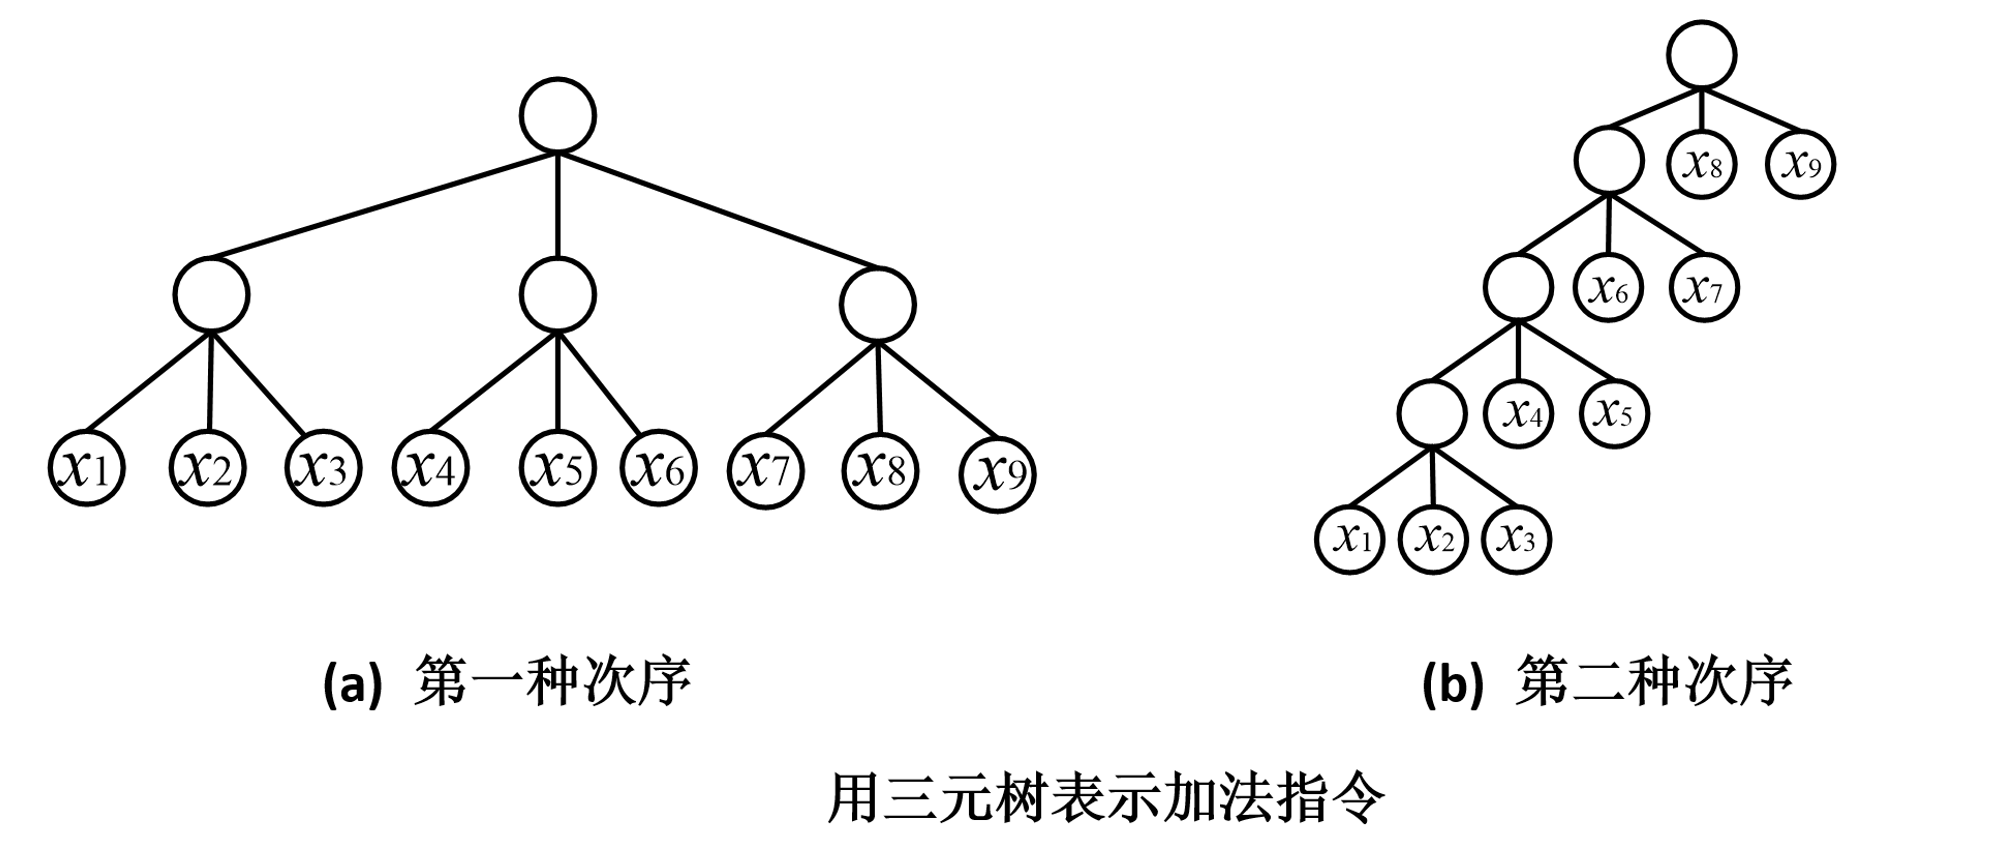 x8 x9
x6 x7
x4 x5
x1 x2 x3 x4 x5 x6 x7 x8 x9
x1 x2 x3
(a) 第一种次序
(b) 第二种次序
用三元树表示加法指令